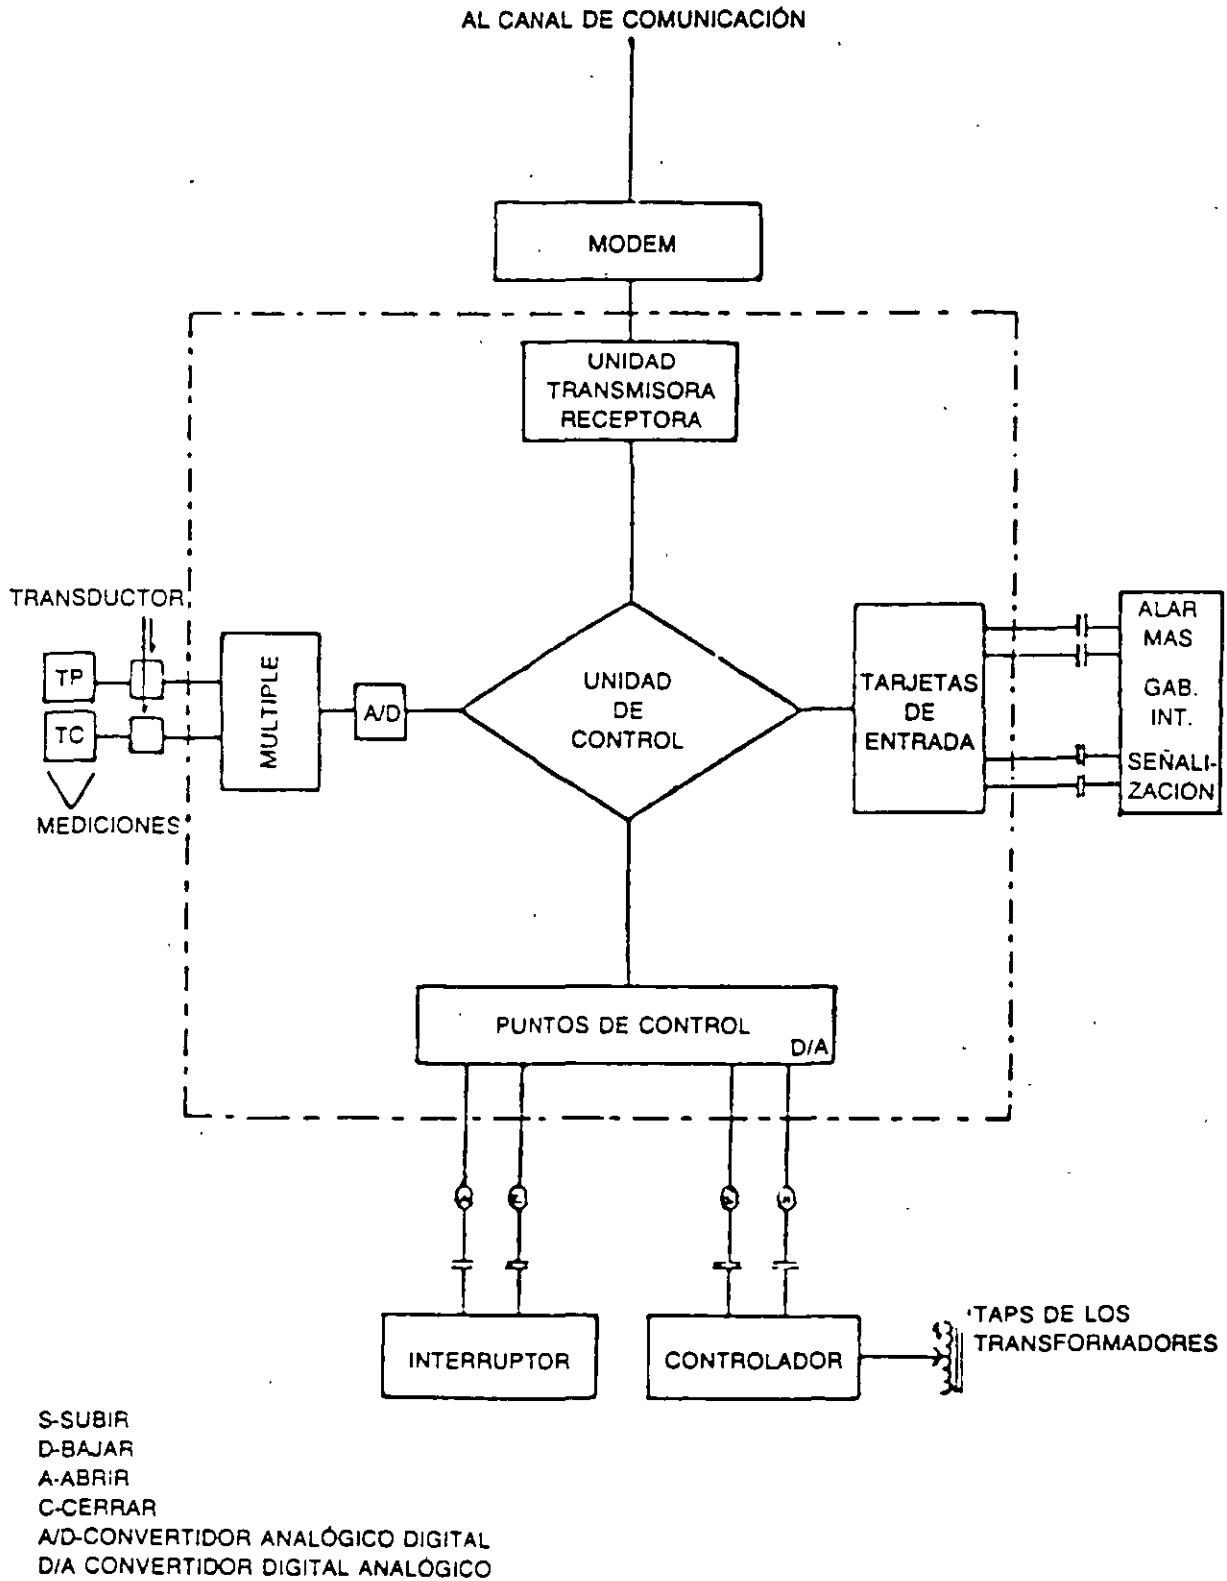 AL CANAL DE COMUNICACIÓN
MODEM
UNIDAD
TRANSMISORA
RECEPTORA
TRANSDUCTOR
TP
TC
MEDICIONES
MULTIPLE
A/D
UNIDAD
DE
CONTROL
TARJETAS
DE
ENTRADA
ALAR
MAS
GAB.
INT.
SEÑALI-
ZACIÓN
PUNTOS DE CONTROL
D/A
INTERRUPTOR
CONTROLADOR
TAPS DE LOS
TRANSFORMADORES
S-SUBIR
D-BAJAR
A-ABRIR
C-CERRAR
A/D-CONVERTIDOR ANALÓGICO DIGITAL
D/A CONVERTIDOR DIGITAL ANALÓGICO